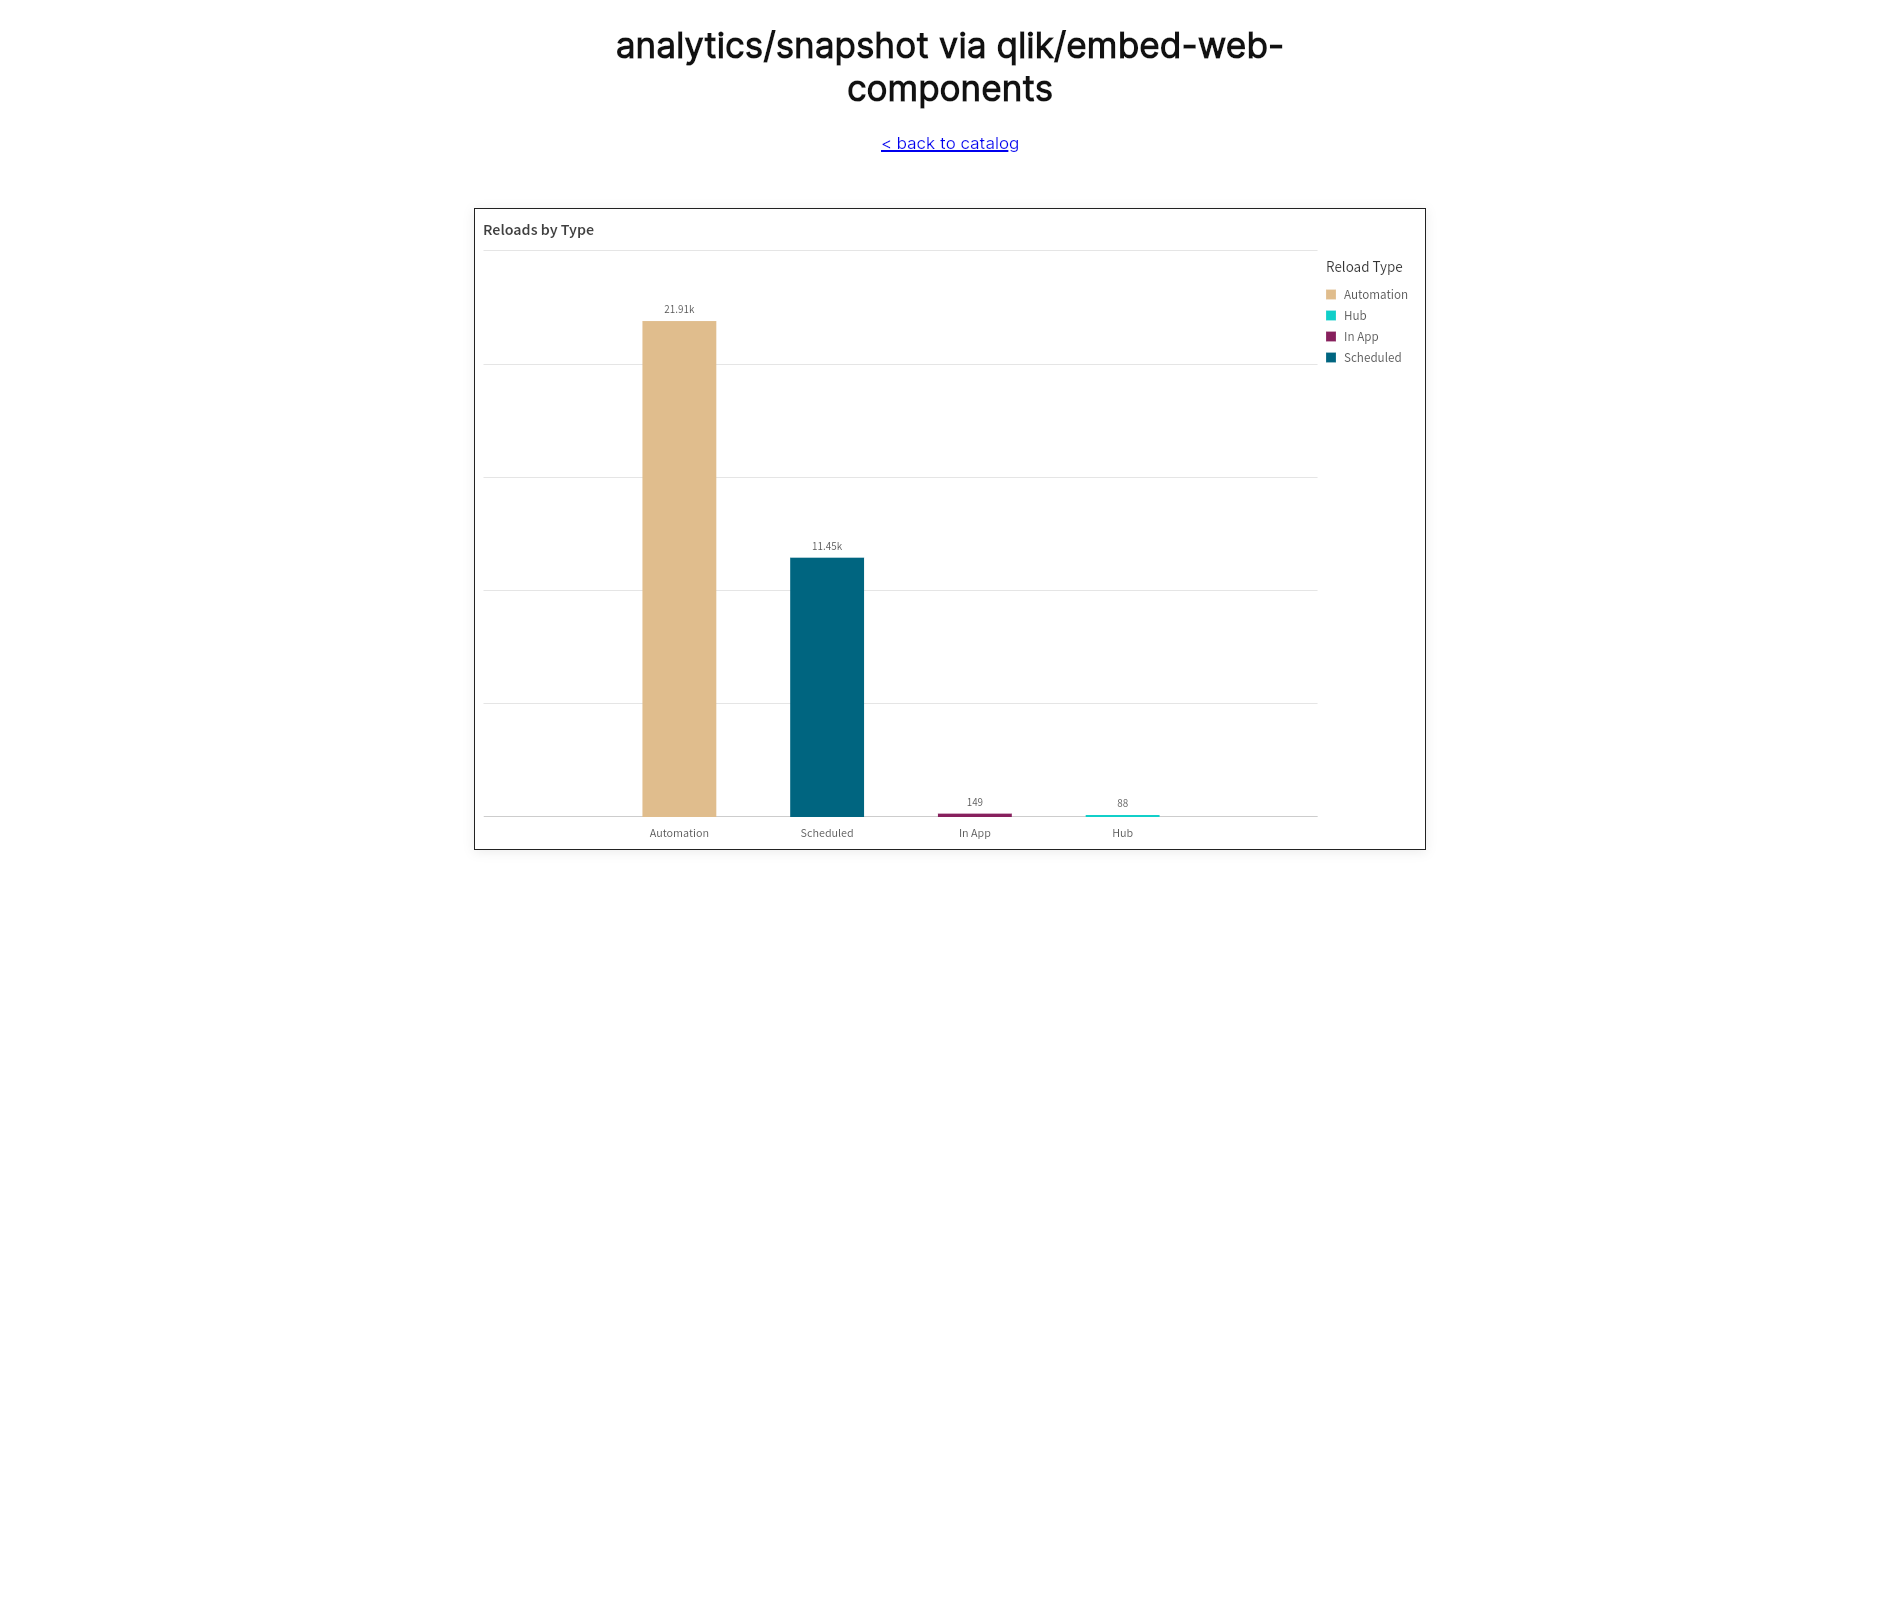 analytics/snapshot via qlik/embed-web-
components
< back to catalog
Reloads by Type
Reload Type
Automation
Hub
In App
Scheduled
21.91k
11.45k
149
88
Automation
Scheduled
In App
Hub